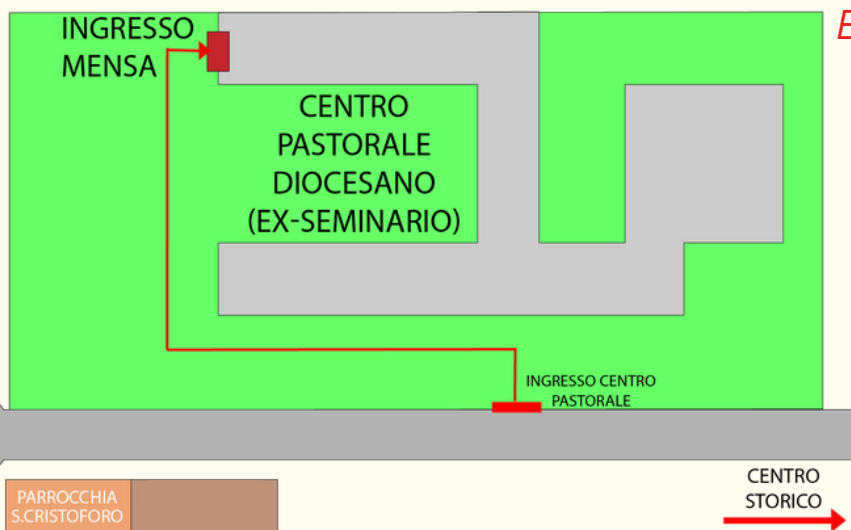 INGRESSO
MENSA
E
CENTRO
PASTORALE
DIOCESANO
(EX-SEMINARIO)
INGRESSO CENTRO
PASTORALE
PARROCCHIA
S.CRISTOFORO
CENTRO
STORICO